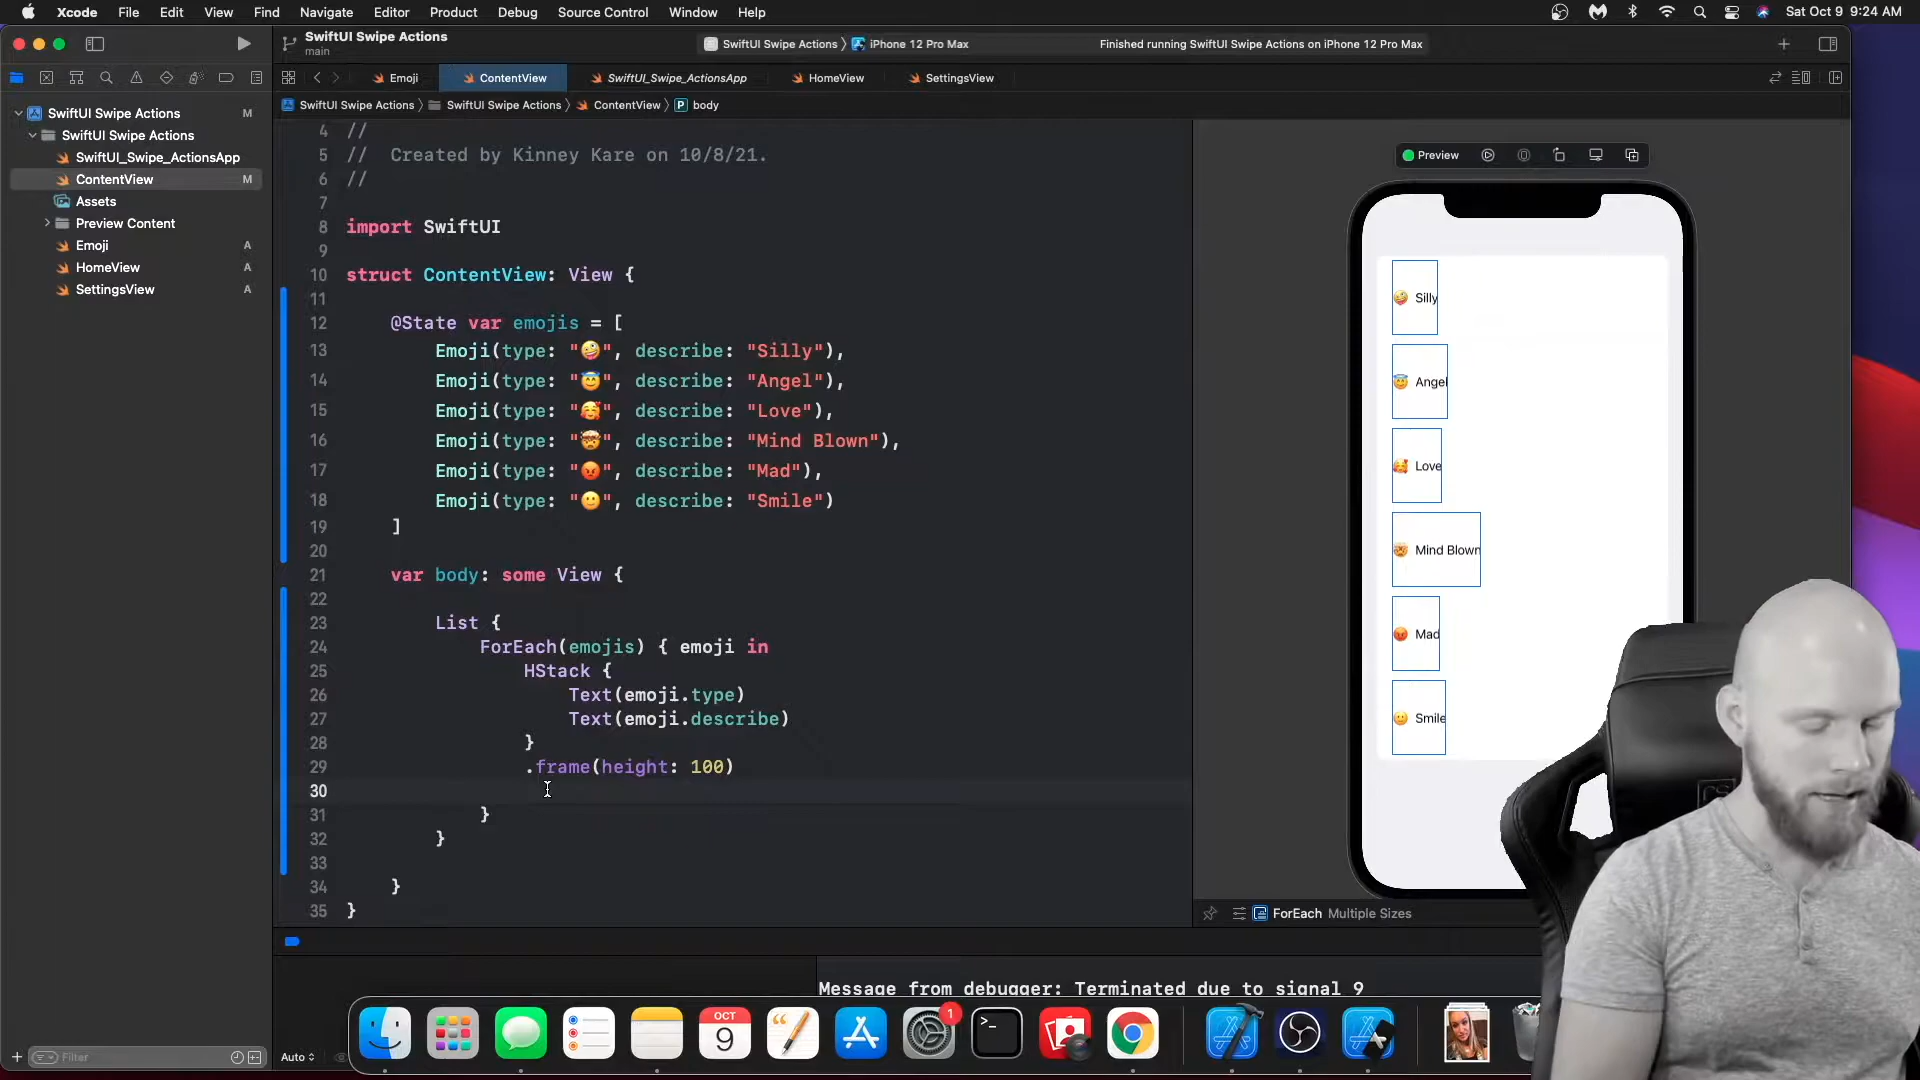 Xcode File Edit View Find Navigate Editor Product Debug Source Control Window Help Sat Oct 9 9:24 AM
SwiftUI Swipe Actions
main
SwiftUI Swipe Actions iPhone 12 Pro Max
Finished running SwiftUI Swipe Actions on iPhone 12 Pro Max
Emoji ContentView SwiftUI_Swipe_ActionsApp HomeView SettingsView
SwiftUI Swipe Actions SwiftUI Swipe Actions ContentView P body
SwiftUI Swipe Actions M
SwiftUI Swipe Actions
SwiftUI_Swipe_ActionsApp
ContentView M
Assets
Preview Content
Emoji A
HomeView A
SettingsView A
4 //
5 //  Created by Kinney Kare on 10/8/21.
6 //
7
8 import SwiftUI
9
10 struct ContentView: View {
11
12 @State var emojis = [
13 Emoji(type: "🤪", describe: "Silly"),
14 Emoji(type: "😇", describe: "Angel"),
15 Emoji(type: "🥰", describe: "Love"),
16 Emoji(type: "🤯", describe: "Mind Blown"),
17 Emoji(type: "😡", describe: "Mad"),
18 Emoji(type: "🙂", describe: "Smile")
19 ]
20
21 var body: some View {
22
23 List {
24 ForEach(emojis) { emoji in
25 HStack {
26 Text(emoji.type)
27 Text(emoji.describe)
28 }
29 .frame(height: 100)
30
31 }
32 }
33
34 }
35 }
Preview
🤪 Silly
😇 Angel
🥰 Love
🤯 Mind Blown
😡 Mad
🙂 Smile
ForEach Multiple Sizes
Message from debugger: Terminated due to signal 9
Filter
Auto
OCT
9
1
>_